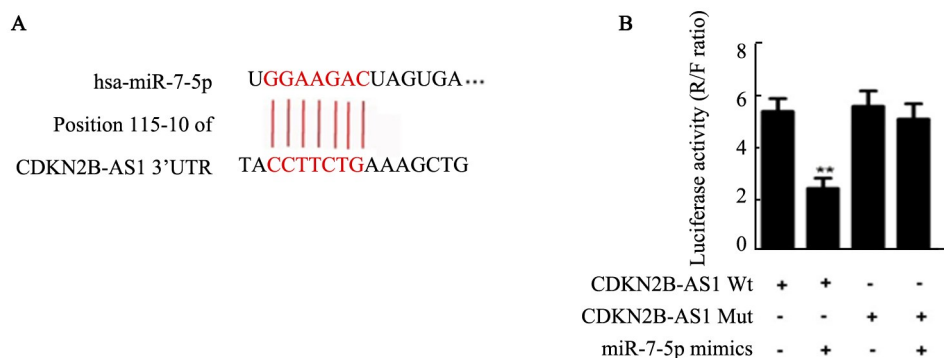 A
hsa-miR-7-5p UGGAAGACUAGUGA...
Position 115-10 of
CDKN2B-AS1 3'UTR TACCTTCTGAAAGCTG
B
Luciferase activity (R/F ratio)
8
6
4
2
0
**
CDKN2B-AS1 Wt + + - -
CDKN2B-AS1 Mut - - + +
miR-7-5p mimics - + - +